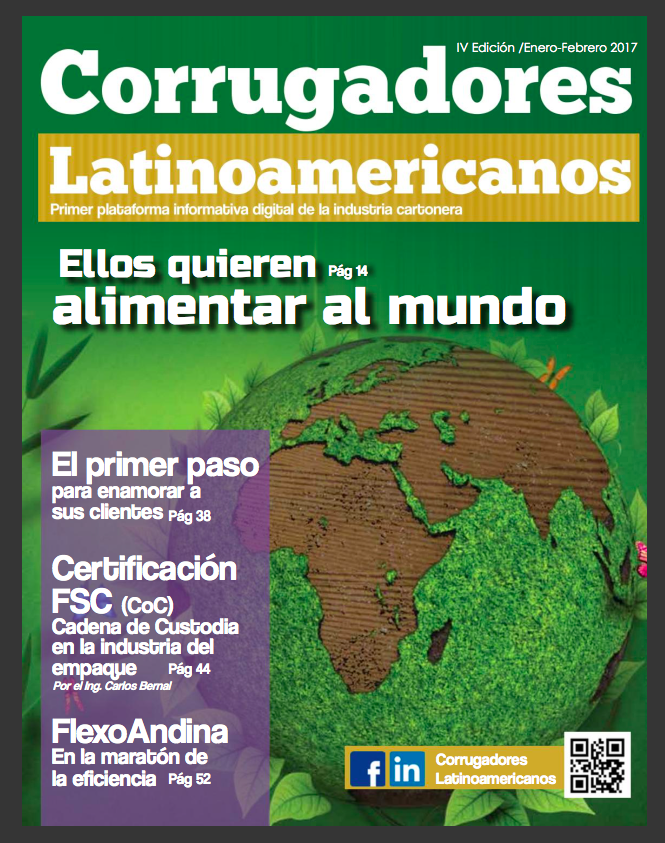 IV Edición /Enero-Febrero 2017
Corrugadores
Latinoamericanos
Primer plataforma informativa digital de la industria cartonera
Ellos quieren Pág 14
alimentar al mundo
El primer paso
para enamorar a
sus clientes Pág 38
Certificación
FSC (CoC)
Cadena de Custodia
en la industria del
empaque Pág 44
Por el Ing. Carlos Bernal
FlexoAndina
En la maratón de
la eficiencia Pág 52
f in
Corrugadores
Latinoamericanos